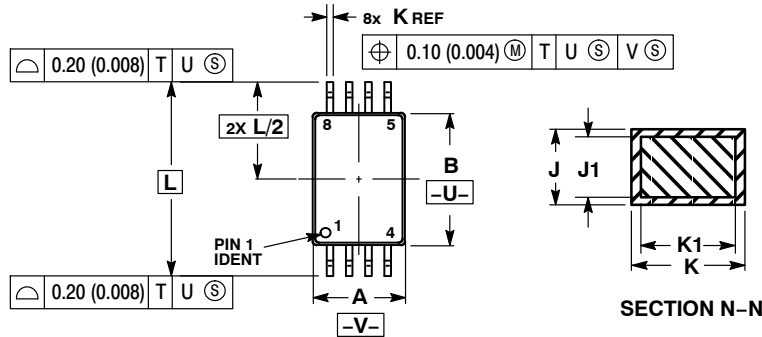 8x K REF
0.20 (0.008) T U Ⓢ
0.10 (0.004) Ⓜ T U Ⓢ V Ⓢ
2X L/2
8 5
B
-U-
J J1
L
PIN 1
IDENT
1 4
K1
K
0.20 (0.008) T U Ⓢ
A
-V-
SECTION N-N